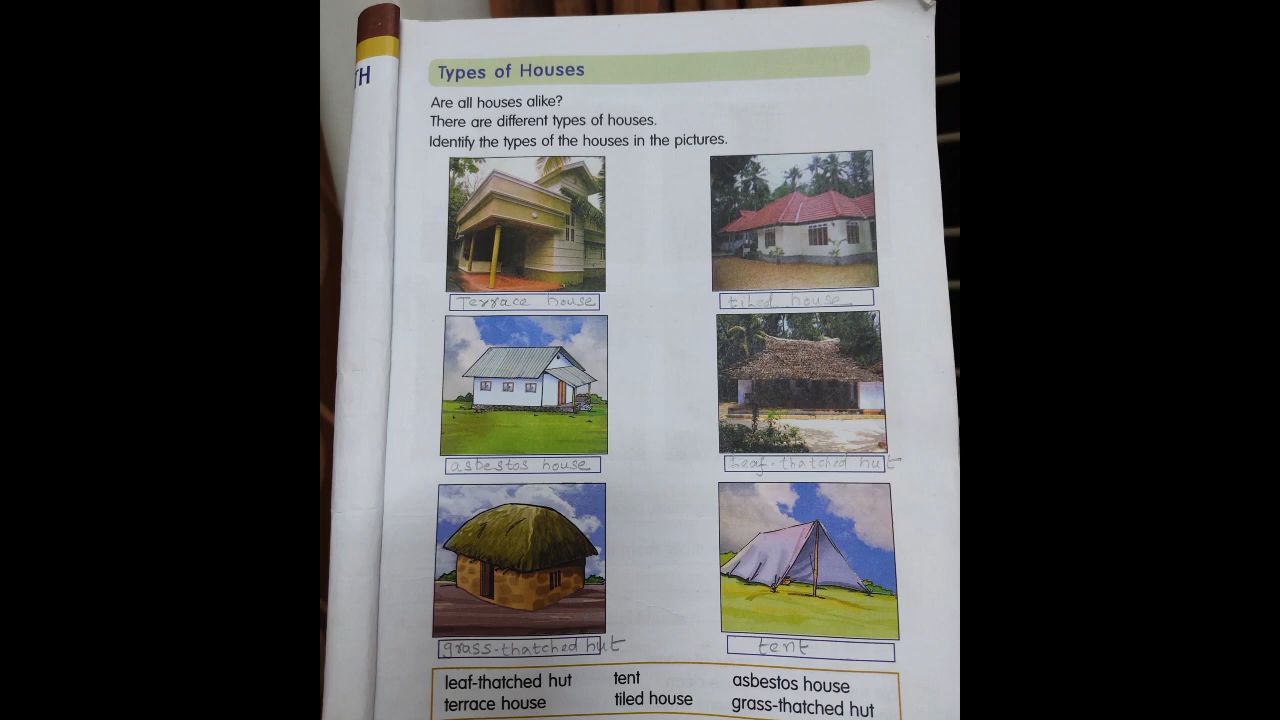 TH
Types of Houses
Are all houses alike?
There are different types of houses.
Identify the types of the houses in the pictures.
Terrace house
tiled house
asbestos house
Leaf-thatched hut
grass-thatched hut
tent
leaf-thatched hut tent asbestos house
terrace house tiled house grass-thatched hut